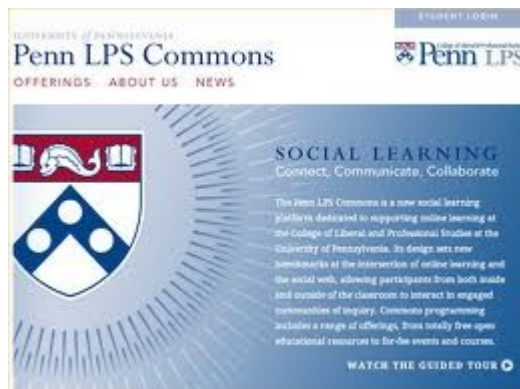 STUDENT LOGIN
UNIVERSITY of PENNSYLVANIA
Penn LPS Commons
Penn LPS
OFFERINGS ABOUT US NEWS
SOCIAL LEARNING
Connect, Communicate, Collaborate
The Penn LPS Commons is a new social learning
platform dedicated to supporting online learning at
the College of Liberal and Professional Studies at the
University of Pennsylvania. Its design sets new
benchmarks at the intersection of online learning and
the social web, allowing participants from both inside
and outside of the classroom to interact in engaged
communities of inquiry. Commons programming
includes a range of offerings, from totally free open
educational resources to for-fee events and courses.
WATCH THE GUIDED TOUR